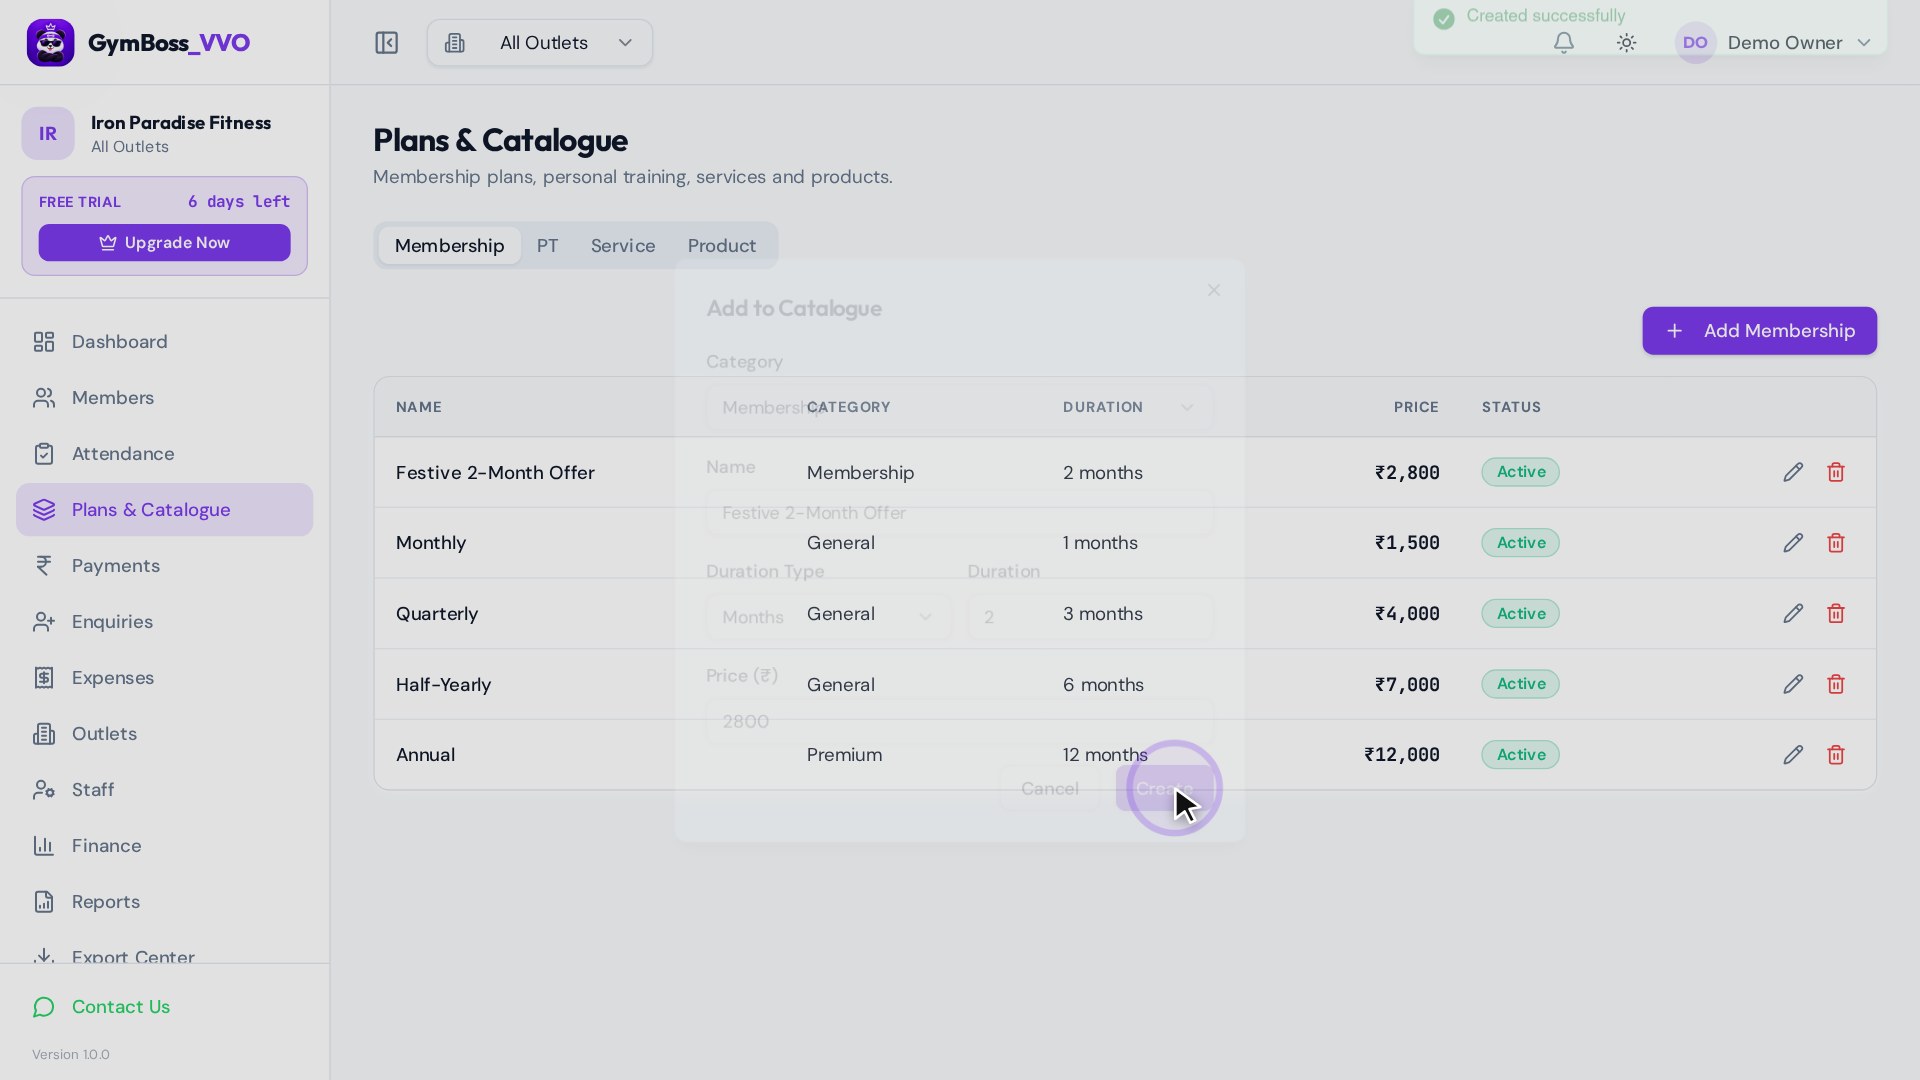 GymBoss_VVO
All Outlets
Created successfully
DO
Demo Owner
IR
Iron Paradise Fitness
All Outlets
FREE TRIAL
6 days left
Upgrade Now
Dashboard
Members
Attendance
Plans & Catalogue
Payments
Enquiries
Expenses
Outlets
Staff
Finance
Reports
Export Center
Contact Us
Version 1.0.0
Plans & Catalogue
Membership plans, personal training, services and products.
Membership PT Service Product
Add Membership
NAME CATEGORY DURATION PRICE STATUS
Festive 2-Month Offer Membership 2 months ₹2,800 Active
Monthly General 1 months ₹1,500 Active
Quarterly General 3 months ₹4,000 Active
Half-Yearly General 6 months ₹7,000 Active
Annual Premium 12 months ₹12,000 Active
Add to Catalogue
Category
Membership
Name
Festive 2-Month Offer
Duration Type Duration
Months 2
Price (₹)
2800
Cancel Create